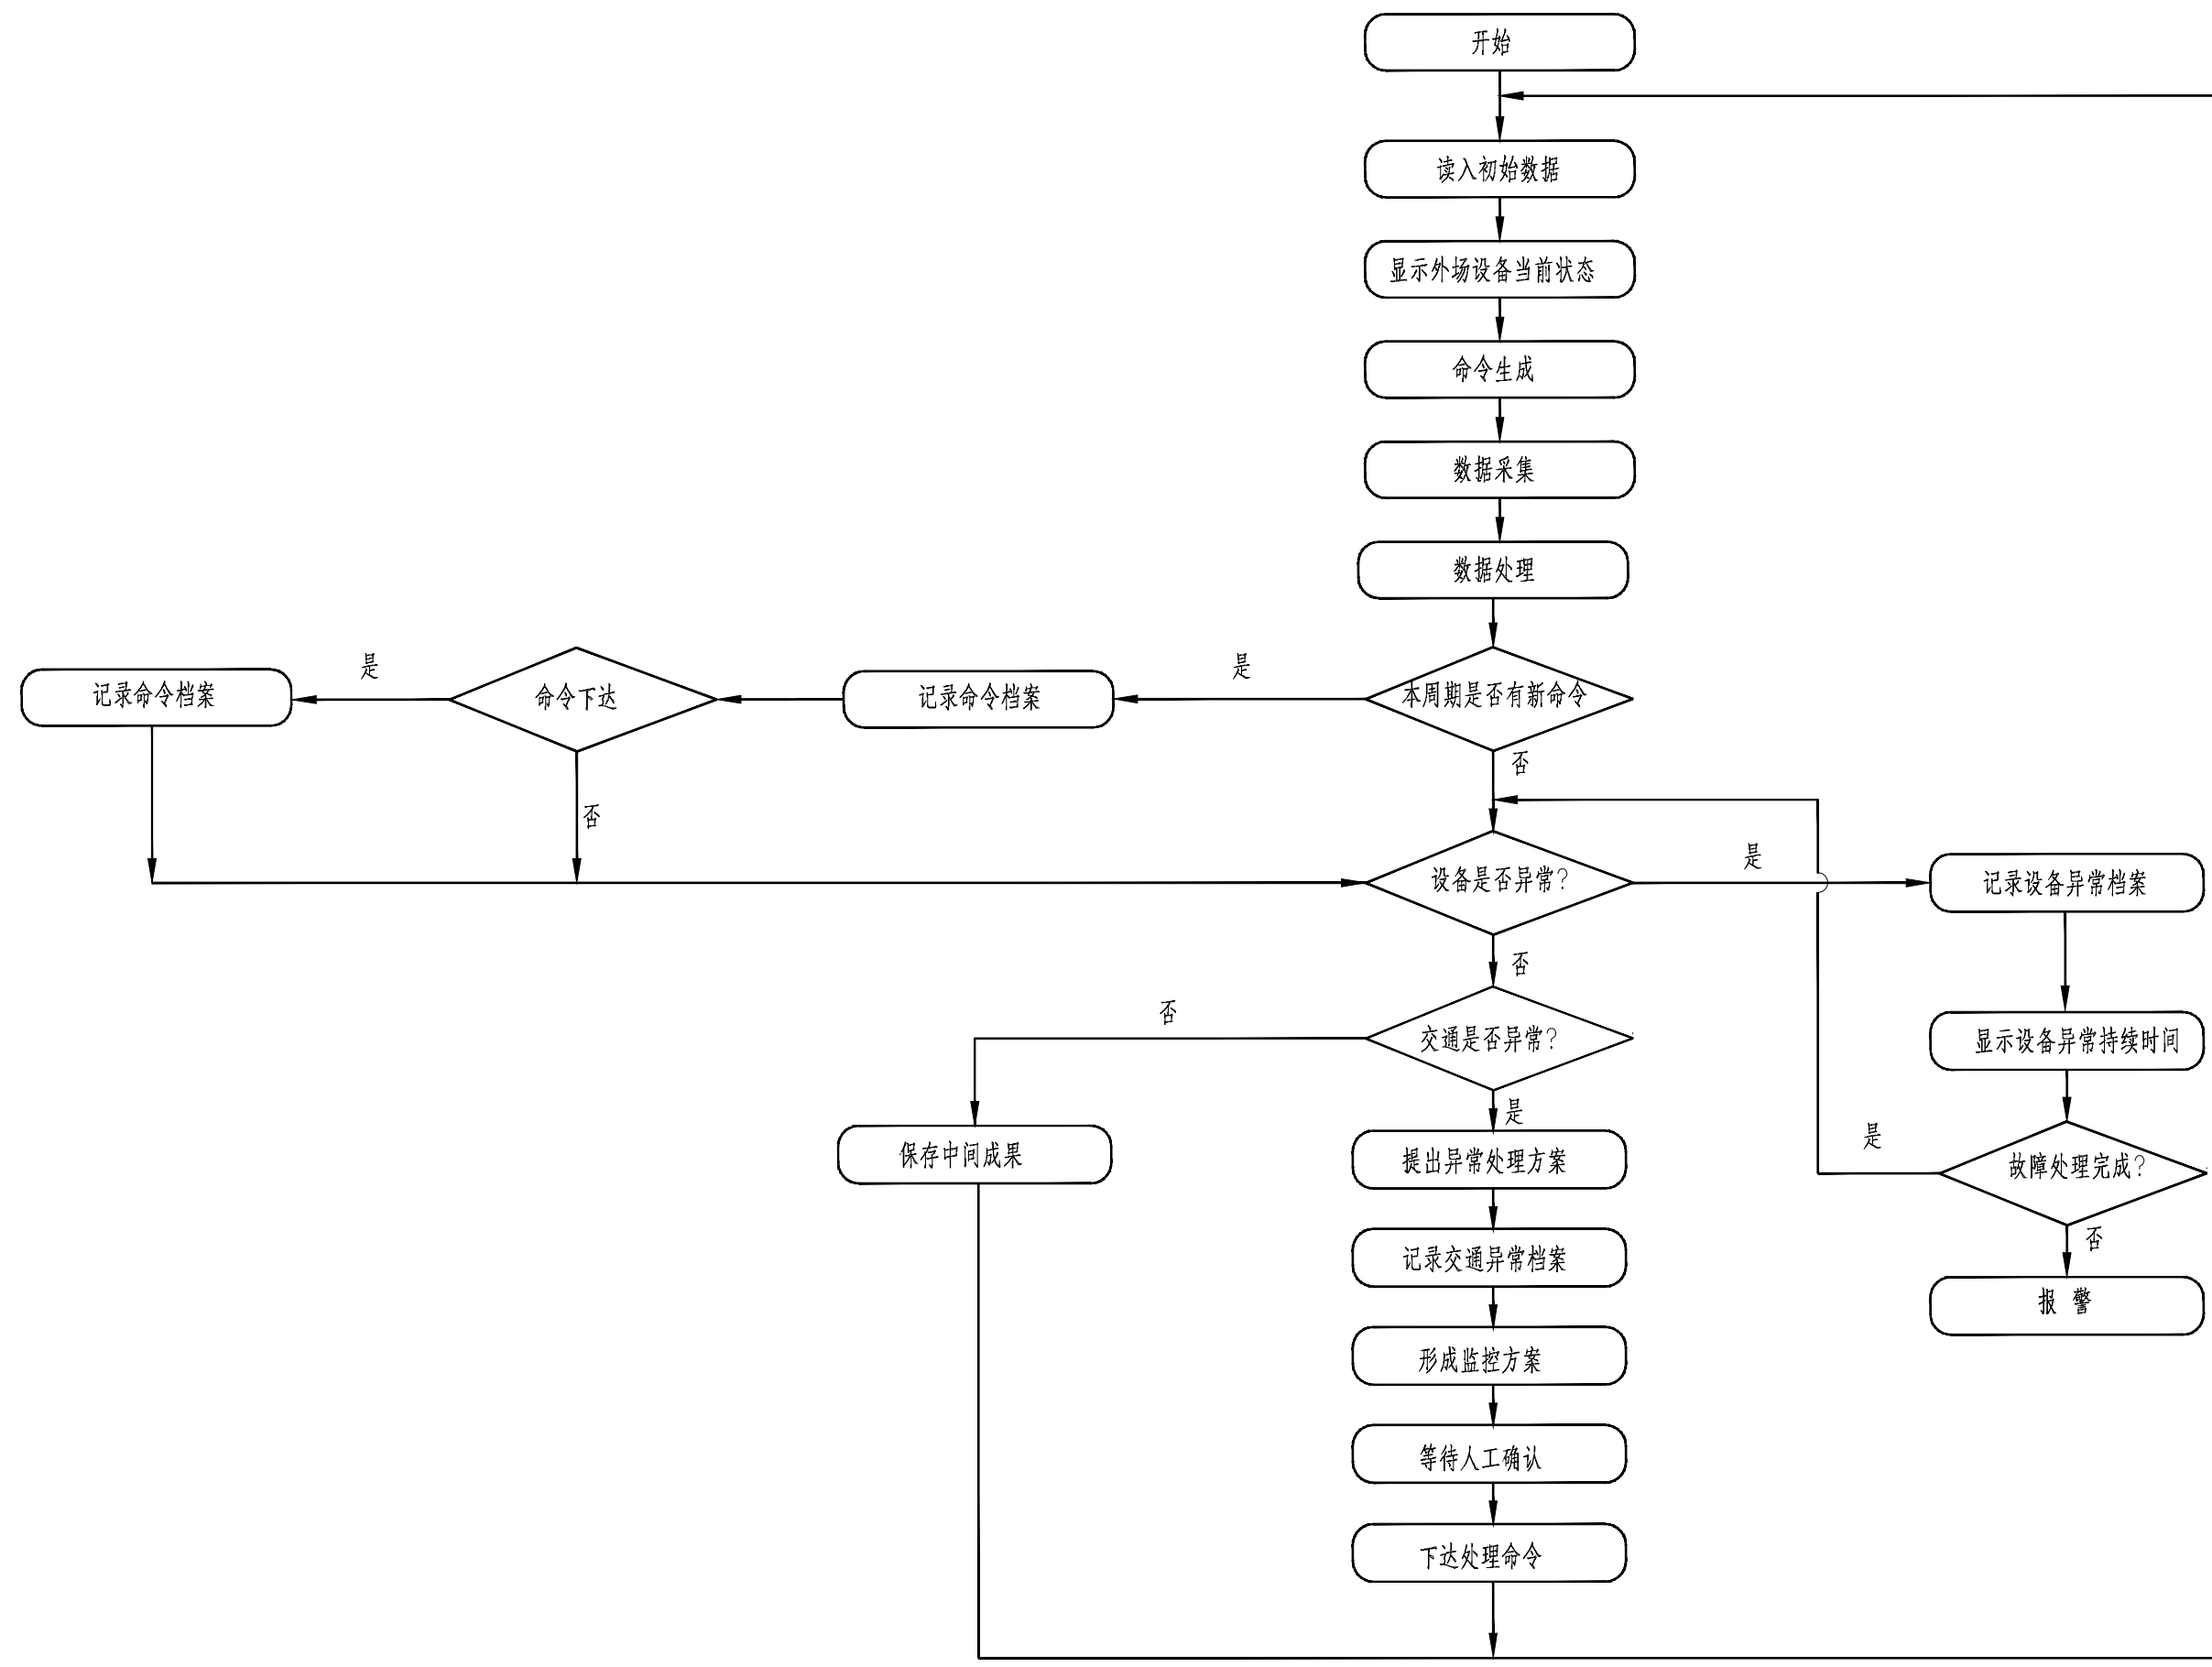 开始
读入初始数据
显示外场设备当前状态
命令生成
数据采集
数据处理
本周期是否有新命令
是
记录命令档案
命令下达
是
记录命令档案
否
否
设备是否异常?
是
记录设备异常档案
显示设备异常持续时间
故障处理完成?
是
否
报 警
否
交通是否异常?
否
保存中间成果
是
提出异常处理方案
记录交通异常档案
形成监控方案
等待人工确认
下达处理命令